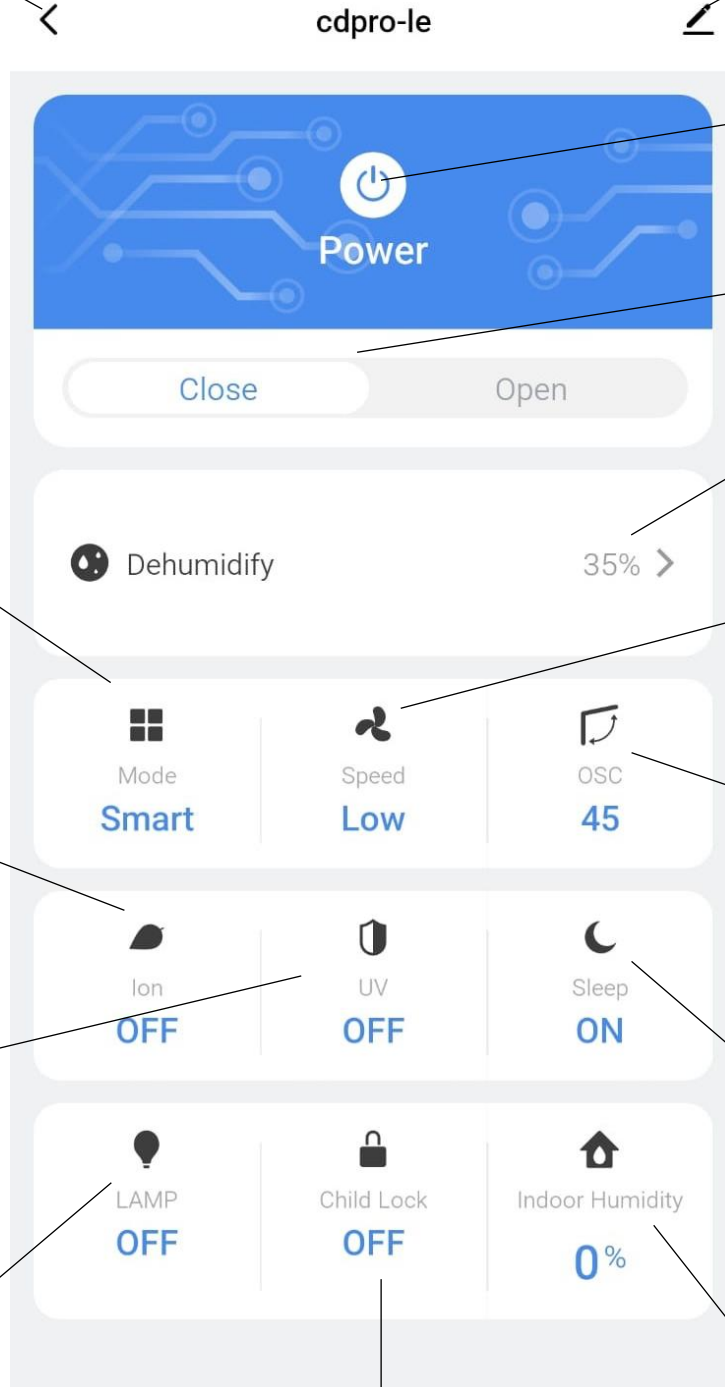 cdpro-le
Power
Close Open
Dehumidify 35%
Mode Speed OSC
Smart Low 45
Ion UV Sleep
OFF OFF ON
LAMP Child Lock Indoor Humidity
OFF OFF 0%